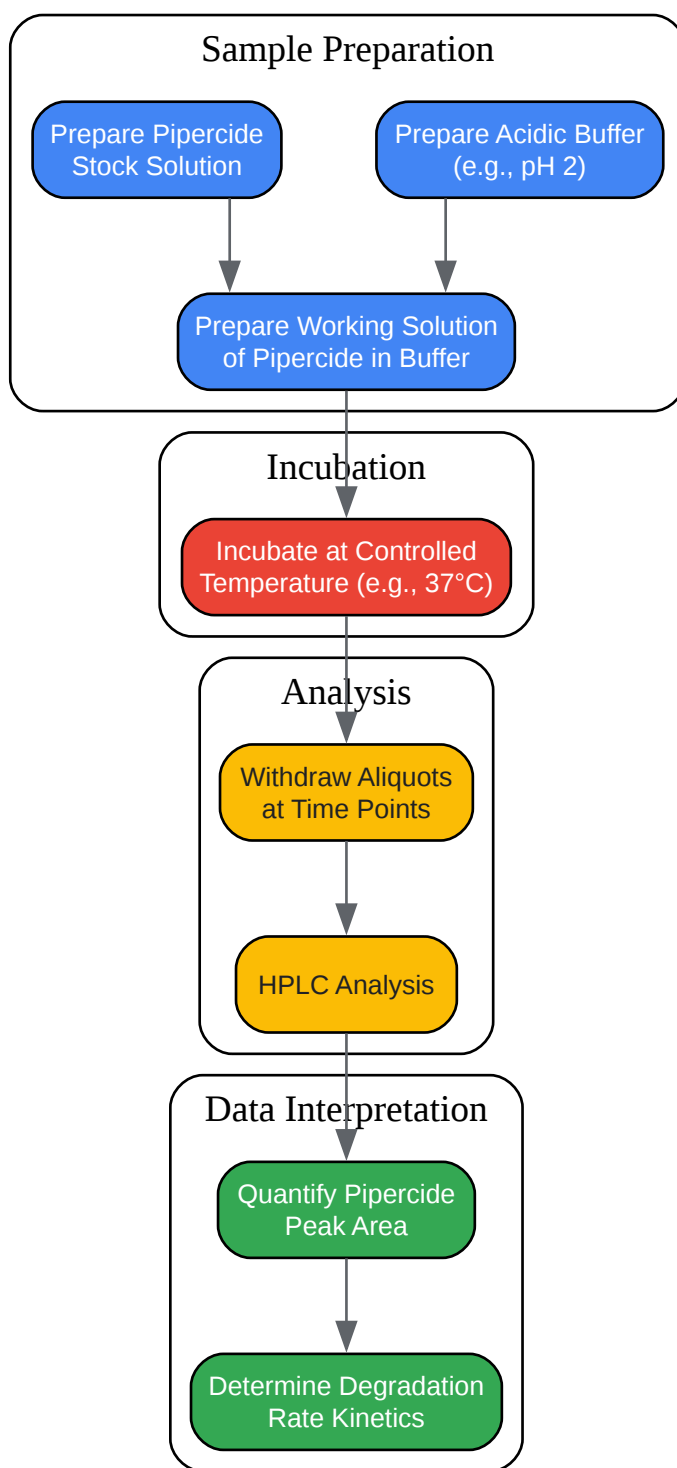 Sample Preparation
Prepare Pipercide
Stock Solution
Prepare Acidic Buffer
(e.g., pH 2)
Prepare Working Solution
of Pipercide in Buffer
Incubation
Incubate at Controlled
Temperature (e.g., 37°C)
Analysis
Withdraw Aliquots
at Time Points
HPLC Analysis
Data Interpretation
Quantify Pipercide
Peak Area
Determine Degradation
Rate Kinetics